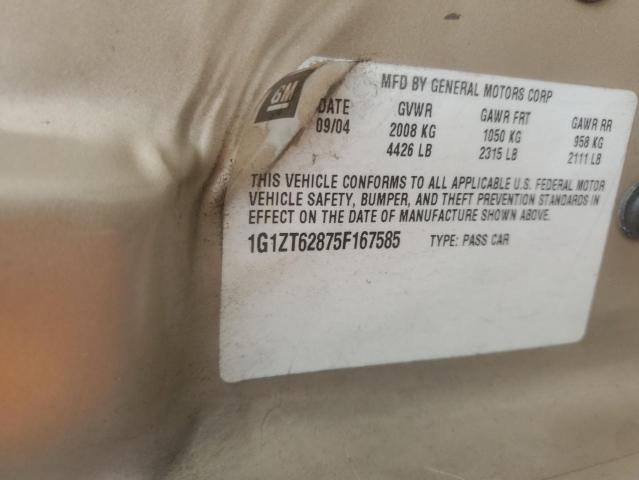 GM
MFD BY GENERAL MOTORS CORP
DATE GVWR GAWR FRT GAWR RR
09/04 2008 KG 1050 KG 958 KG
4426 LB 2315 LB 2111 LB
THIS VEHICLE CONFORMS TO ALL APPLICABLE U.S. FEDERAL MOTOR
VEHICLE SAFETY, BUMPER, AND THEFT PREVENTION STANDARDS IN
EFFECT ON THE DATE OF MANUFACTURE SHOWN ABOVE.
1G1ZT62875F167585 TYPE: PASS CAR